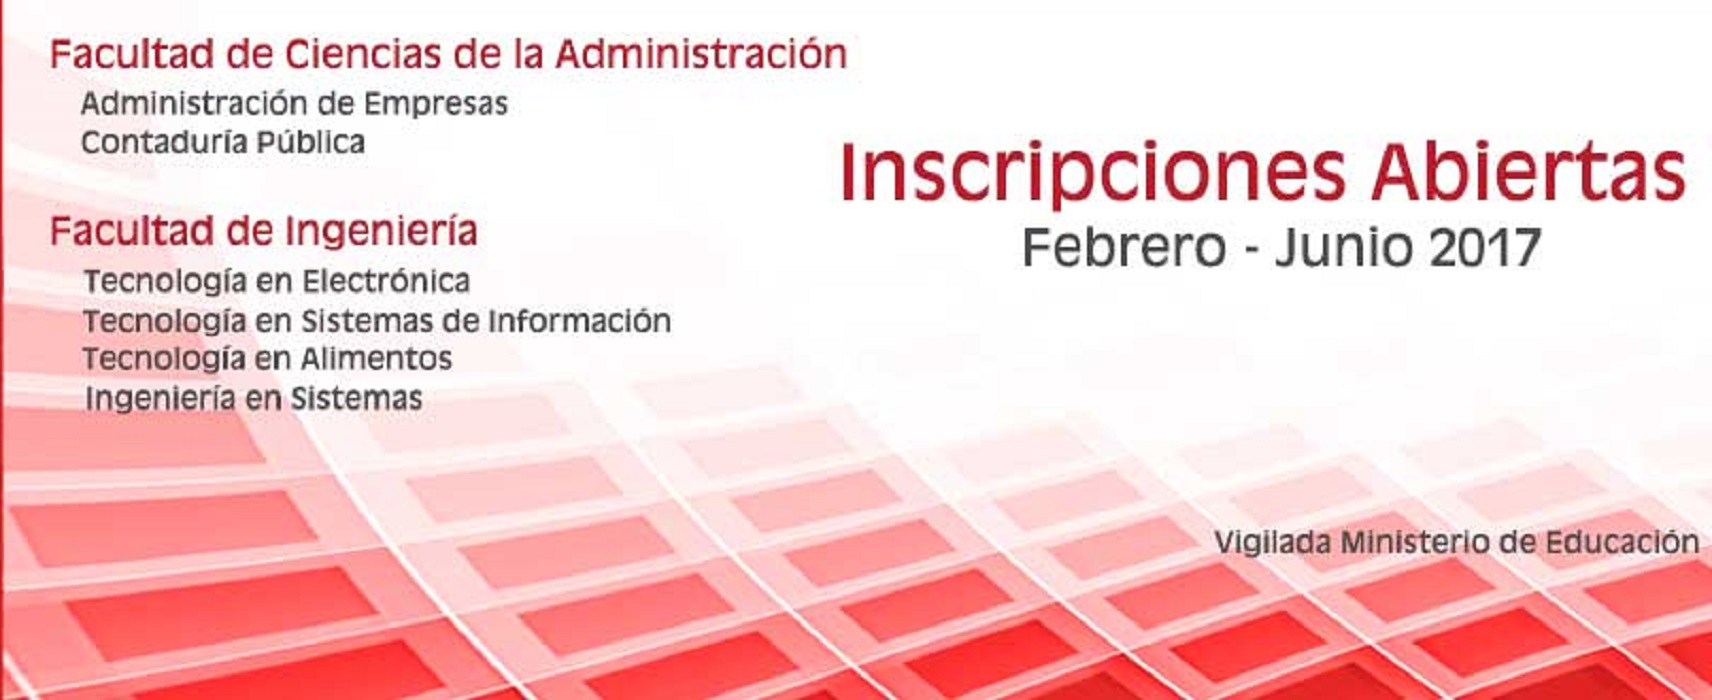 Facultad de Ciencias de la Administración
Administración de Empresas
Contaduría Pública
Facultad de Ingeniería
Tecnología en Electrónica
Tecnología en Sistemas de Información
Tecnología en Alimentos
Ingeniería en Sistemas
Inscripciones Abiertas
Febrero - Junio 2017
Vigilada Ministerio de Educación